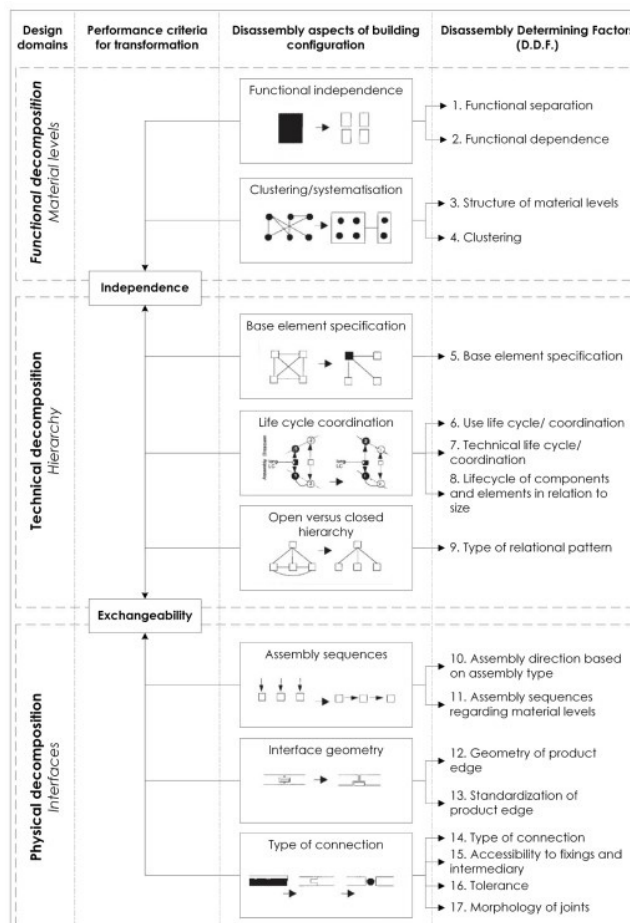 Design
domains
Performance criteria
for transformation
Disassembly aspects of building
configuration
Disassembly Determining Factors
(D.D.F.)
Functional decomposition
Material levels
Functional independence
1. Functional separation
2. Functional dependence
Clustering/systematisation
3. Structure of material levels
4. Clustering
Independence
Technical decomposition
Hierarchy
Base element specification
5. Base element specification
Life cycle coordination
6. Use life cycle/ coordination
7. Technical life cycle/
coordination
8. Lifecycle of components
and elements in relation to
size
Open versus closed
hierarchy
9. Type of relational pattern
Exchangeability
Physical decomposition
Interfaces
Assembly sequences
10. Assembly direction based
on assembly type
11. Assembly sequences
regarding material levels
Interface geometry
12. Geometry of product
edge
13. Standardization of
product edge
Type of connection
14. Type of connection
15. Accessibility to fixings and
intermediary
16. Tolerance
17. Morphology of joints